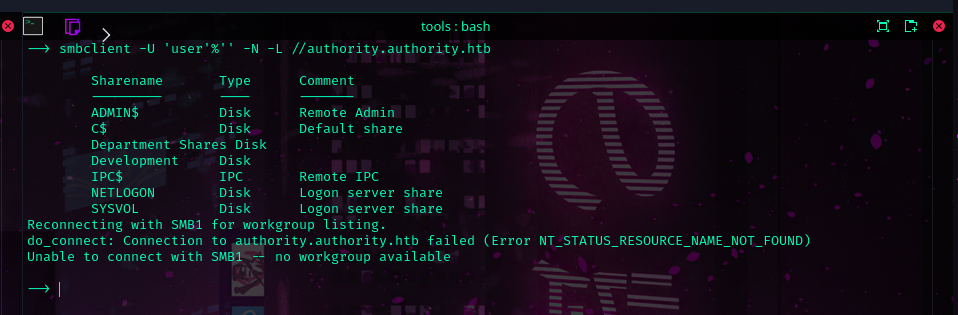 tools : bash
—> smbclient -U 'user'%'' -N -L //authority.authority.htb
Sharename Type Comment
--------- ---- -------
ADMIN$ Disk Remote Admin
C$ Disk Default share
Department Shares Disk
Development Disk
IPC$ IPC Remote IPC
NETLOGON Disk Logon server share
SYSVOL Disk Logon server share
Reconnecting with SMB1 for workgroup listing.
do_connect: Connection to authority.authority.htb failed (Error NT_STATUS_RESOURCE_NAME_NOT_FOUND)
Unable to connect with SMB1 -- no workgroup available
—>